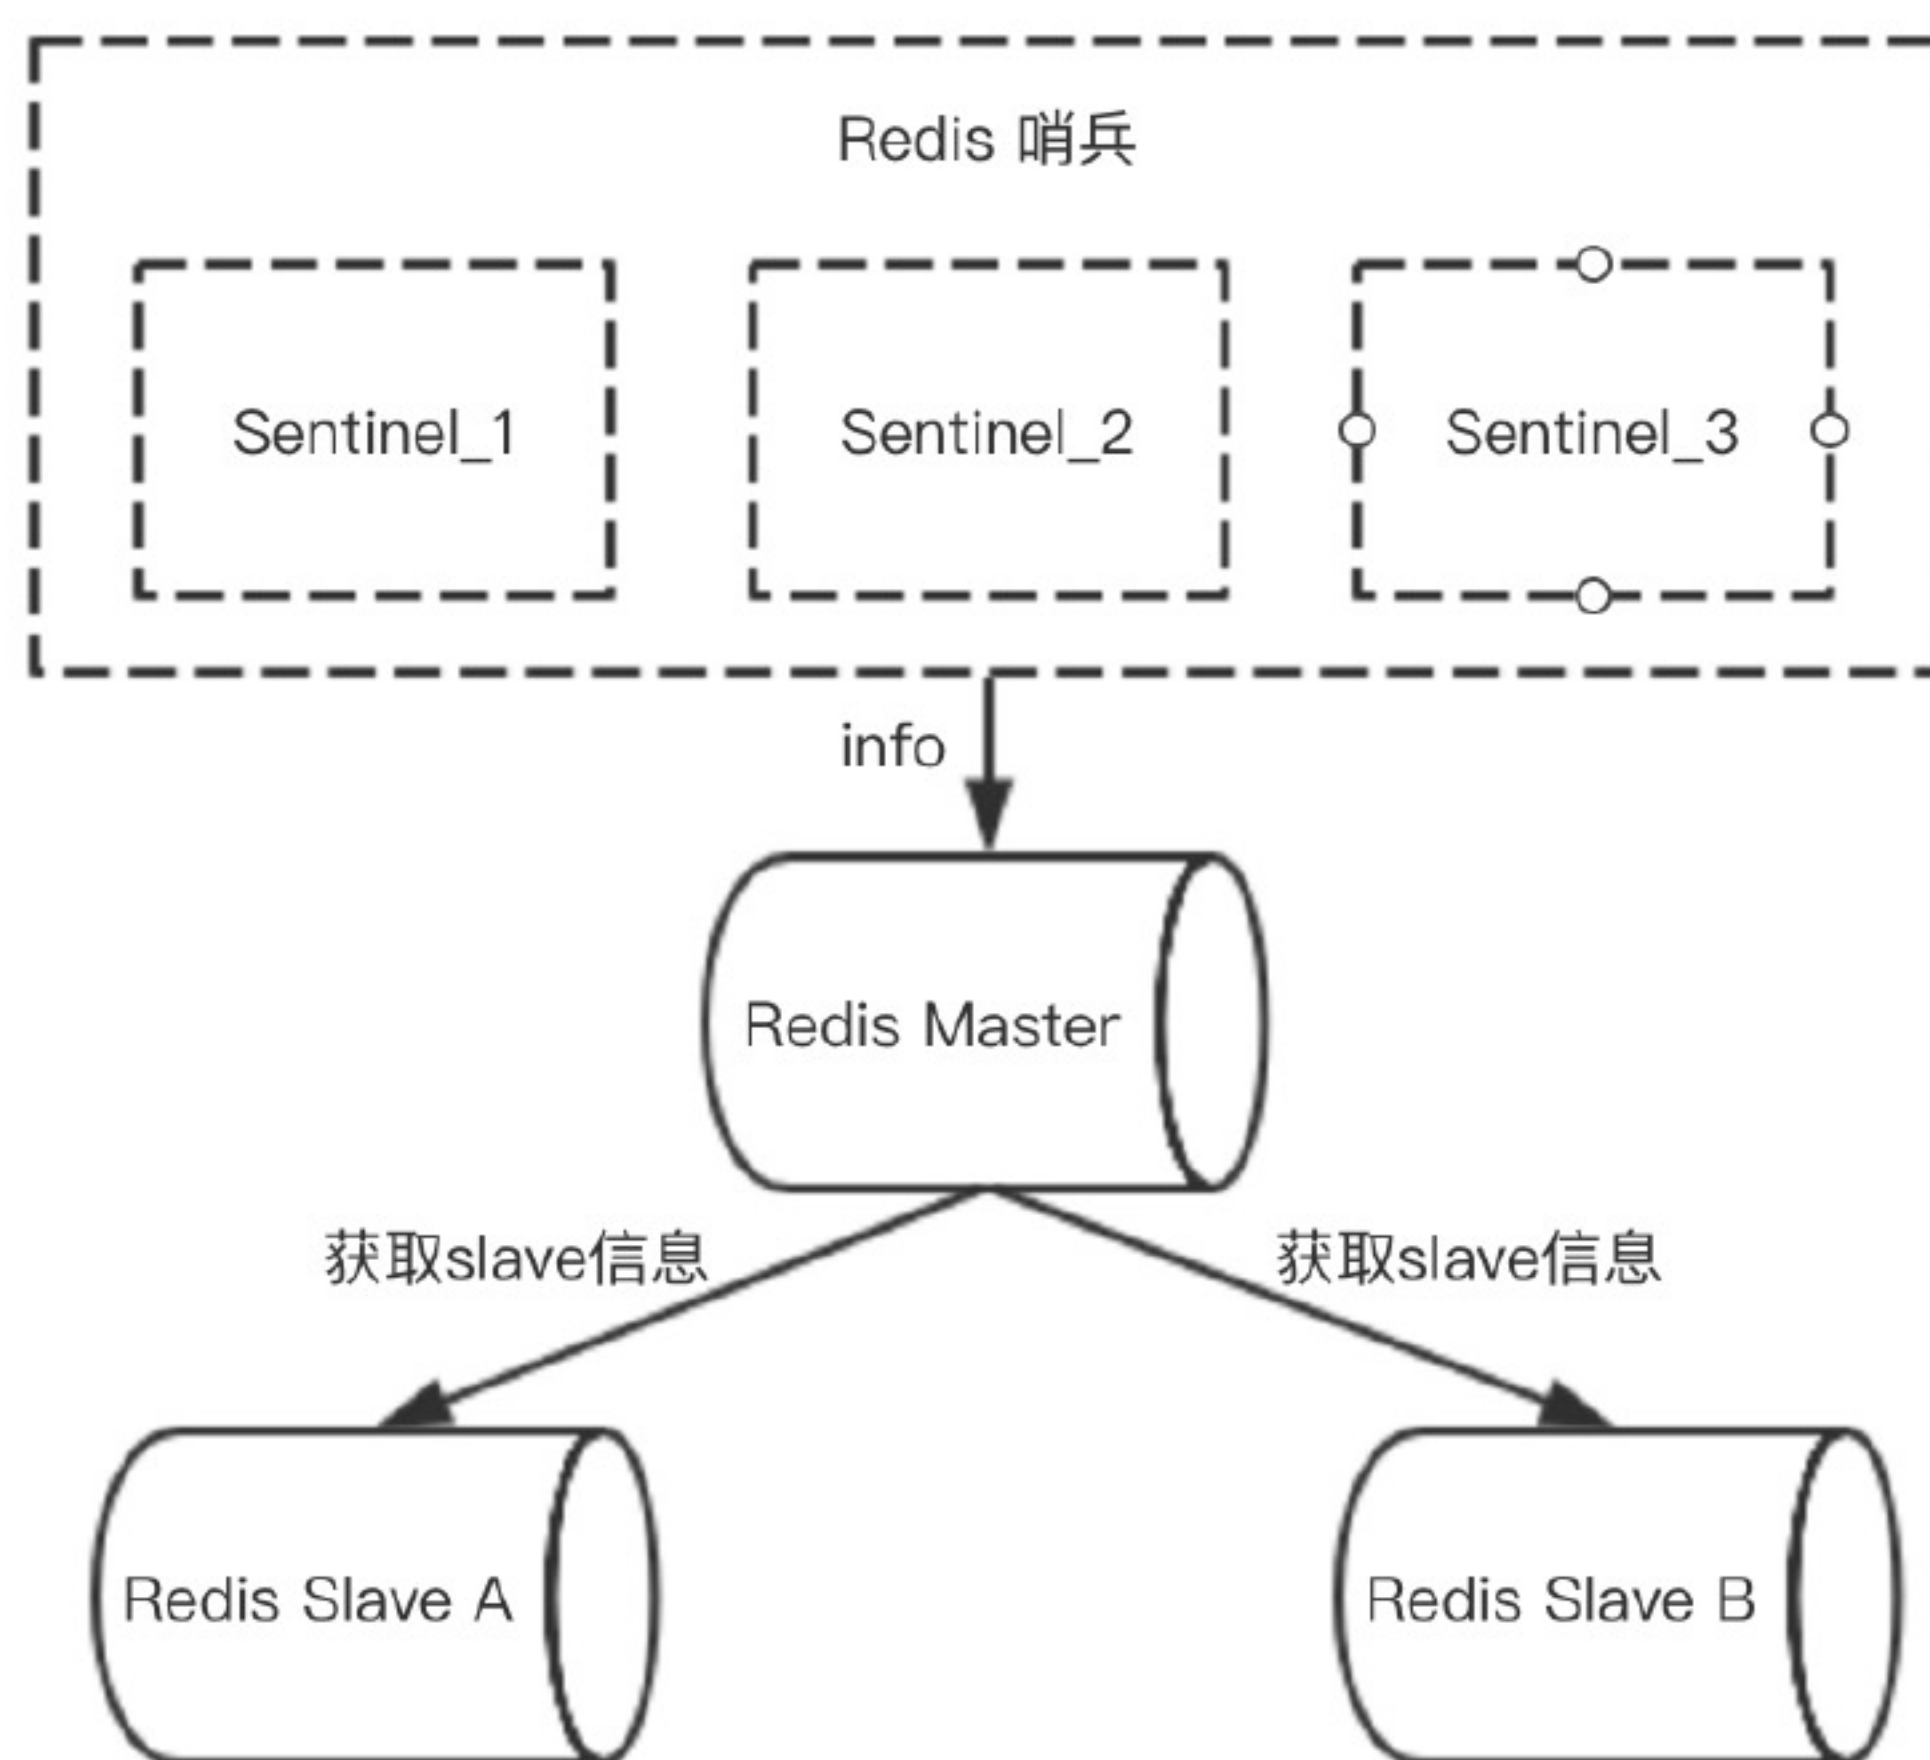 Redis 哨兵
Sentinel_1
Sentinel_2
Sentinel_3
info
Redis Master
获取slave信息
获取slave信息
Redis Slave A
Redis Slave B